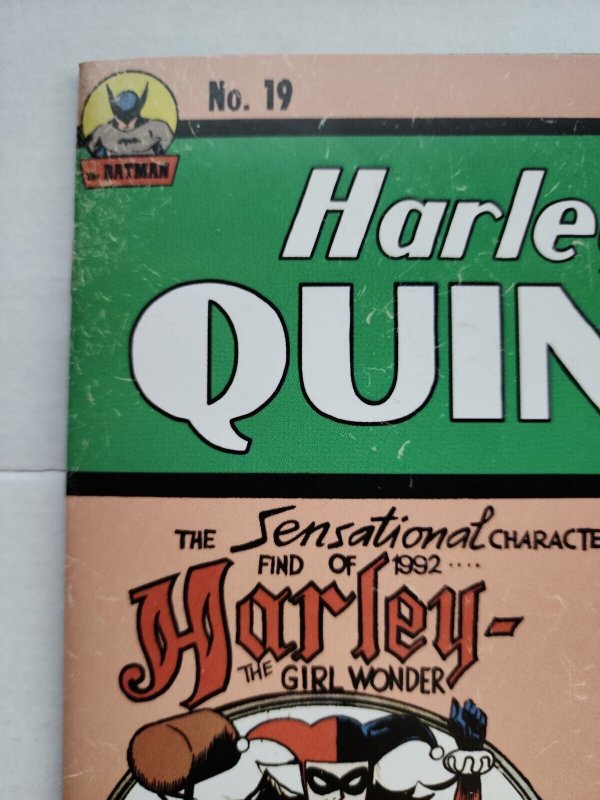 No. 19
The BATMAN
Harle
QUIN
THE Sensational CHARACTE
FIND OF 1992....
Harley-
THE GIRL WONDER